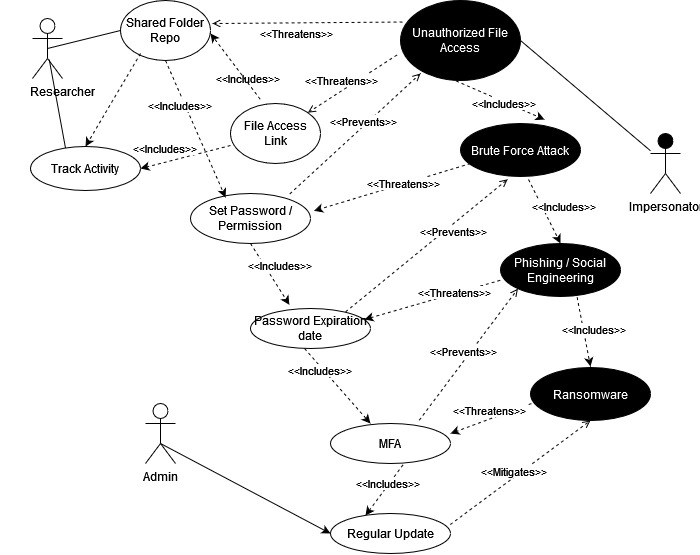 Shared Folder
Repo
<<Threatens>>
Unauthorized File
Access
Researcher
<<Includes>>
<<Threatens>>
<<Includes>>
<<Includes>>
File Access
Link
<<Prevents>>
<<Includes>>
Brute Force Attack
Track Activity
<<Threatens>>
Impersonator
Set Password /
Permission
<<Includes>>
<<Prevents>>
<<Includes>>
Phishing / Social
Engineering
<<Threatens>>
Password Expiration
date
<<Includes>>
<<Prevents>>
<<Includes>>
Ransomware
<<Threatens>>
MFA
Admin
<<Mitigates>>
<<Includes>>
Regular Update